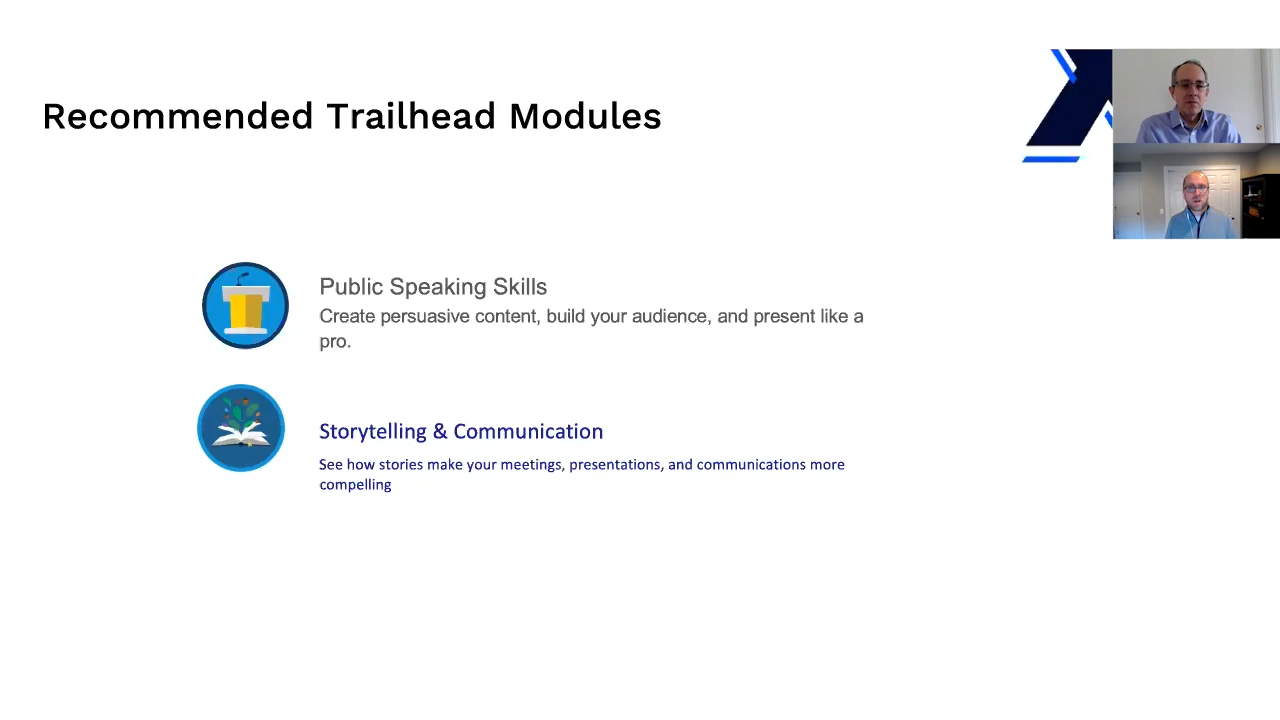 Recommended Trailhead Modules
Public Speaking Skills
Create persuasive content, build your audience, and present like a
pro.
Storytelling & Communication
See how stories make your meetings, presentations, and communications more
compelling